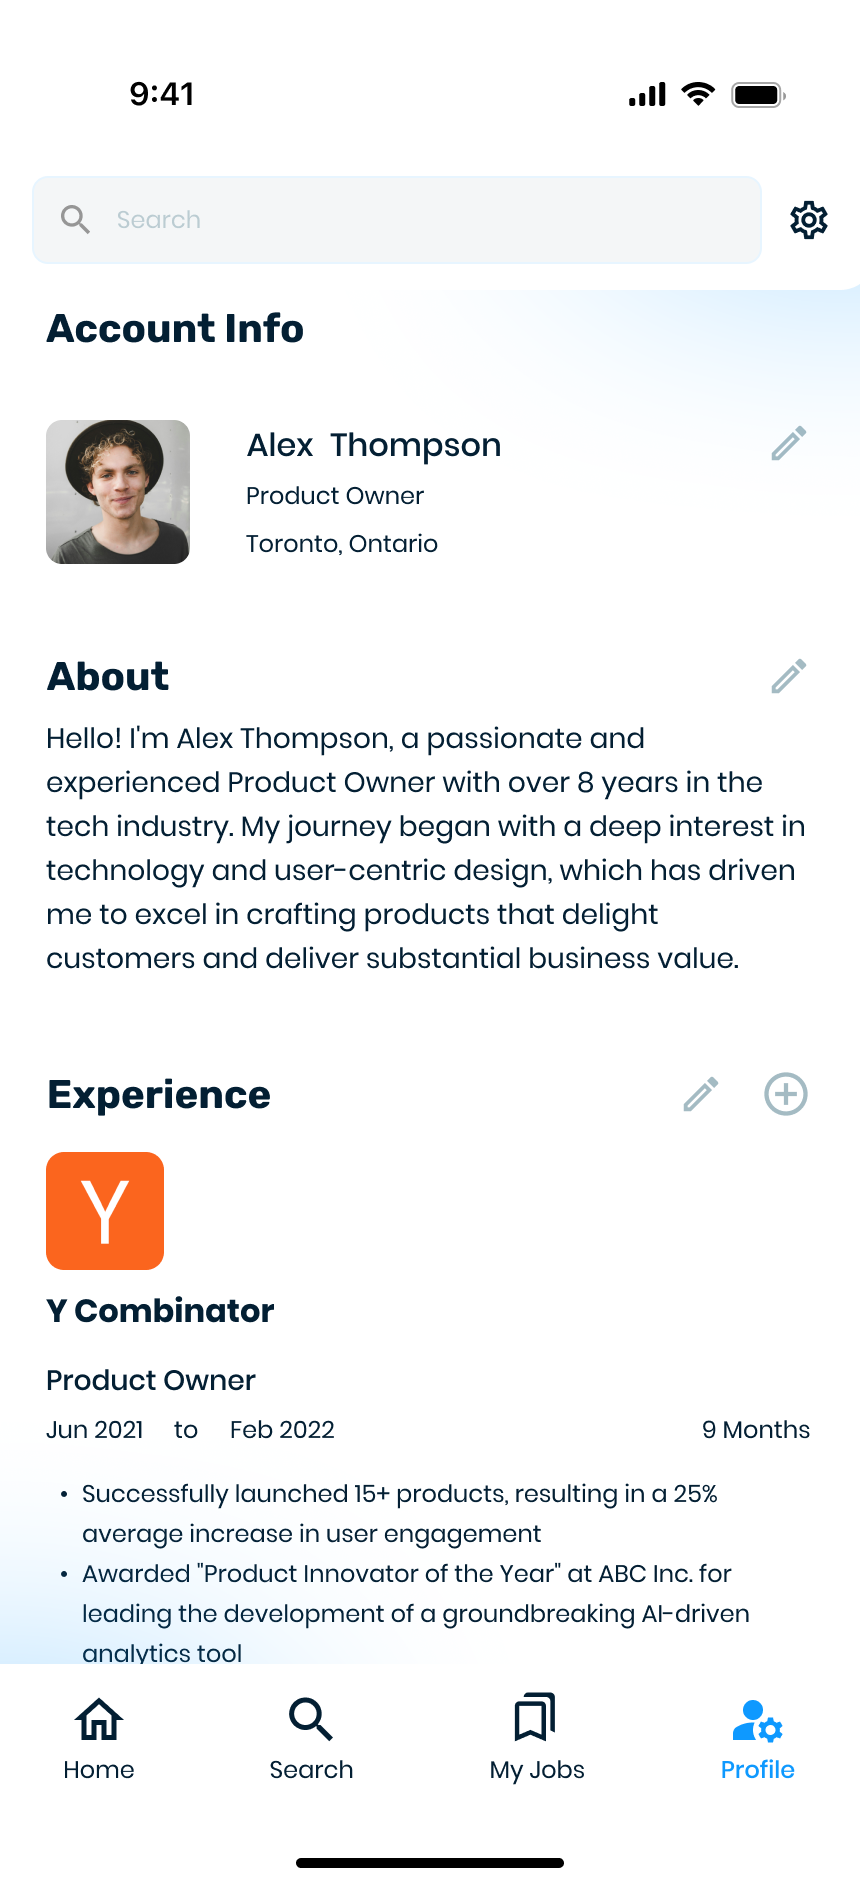 9:41
Search
Account Info
Alex Thompson
Product Owner
Toronto, Ontario
About
Hello! I'm Alex Thompson, a passionate and
experienced Product Owner with over 8 years in the
tech industry. My journey began with a deep interest in
technology and user-centric design, which has driven
me to excel in crafting products that delight
customers and deliver substantial business value.
Experience
Y
Y Combinator
Product Owner
Jun 2021 to Feb 2022 9 Months
• Successfully launched 15+ products, resulting in a 25%
average increase in user engagement
• Awarded "Product Innovator of the Year" at ABC Inc. for
leading the development of a groundbreaking AI-driven
analytics tool
Home Search My Jobs Profile